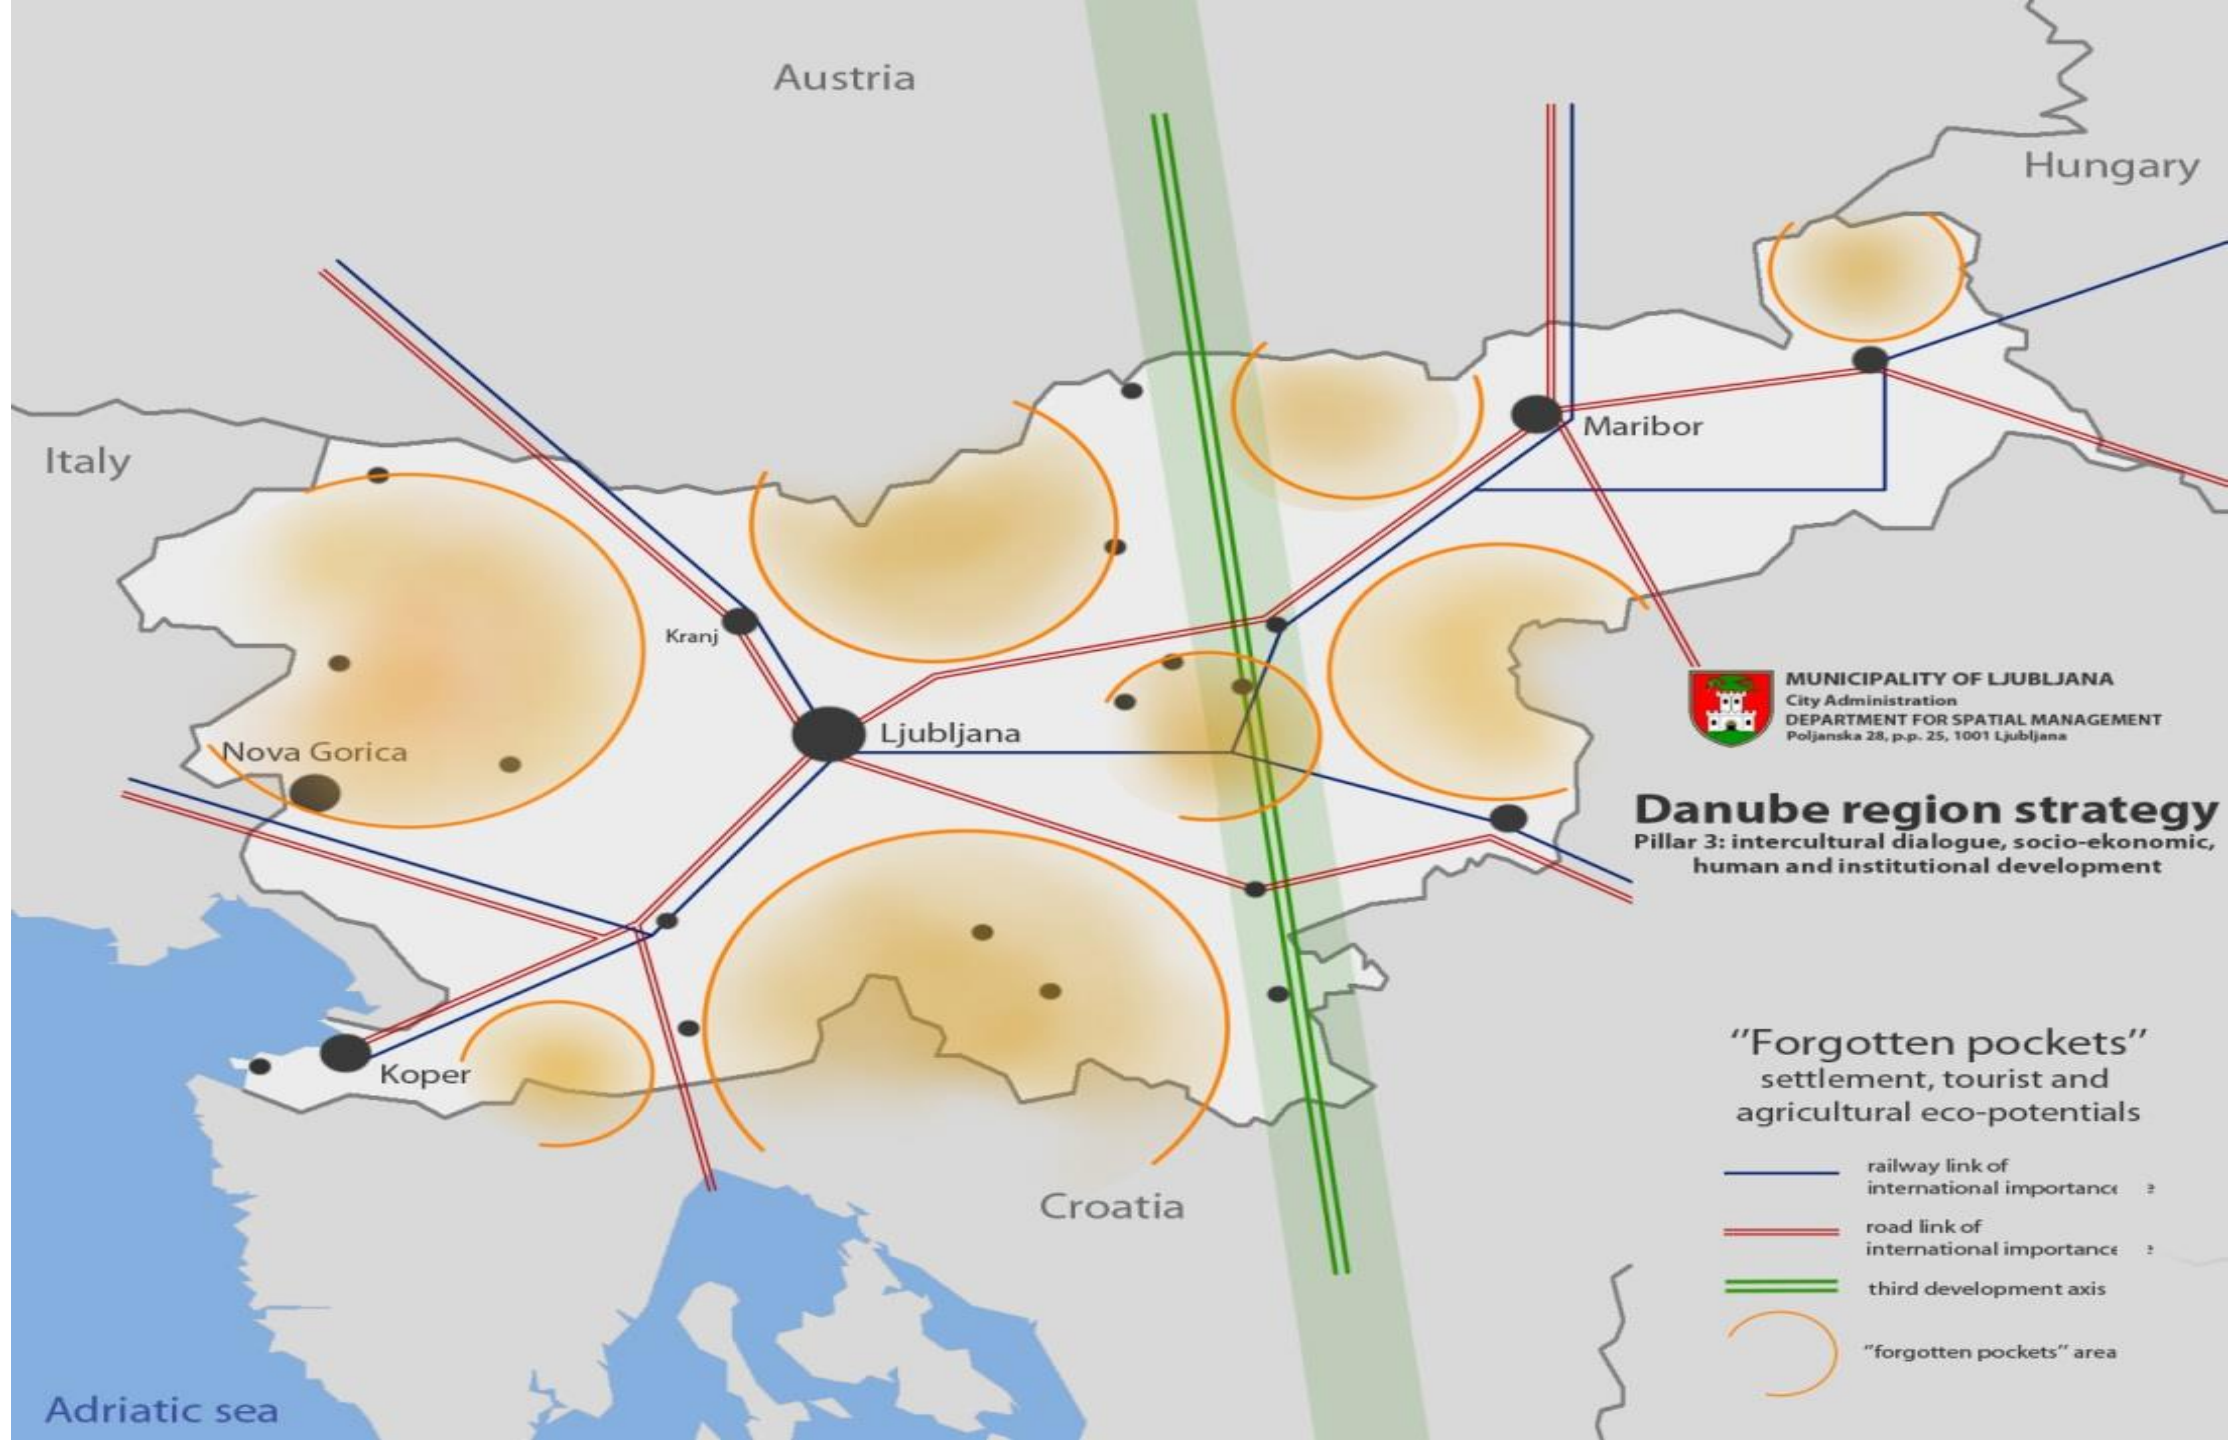 Austria
Hungary
Italy
Maribor
Kranj
Ljubljana
Nova Gorica
Koper
Croatia
Adriatic sea
MUNICIPALITY OF LJUBLJANA
City Administration
DEPARTMENT FOR SPATIAL MANAGEMENT
Poljanska 28, p.p. 25, 1001 Ljubljana
Danube region strategy
Pillar 3: intercultural dialogue, socio-ekonomic,
human and institutional development
"Forgotten pockets"
settlement, tourist and
agricultural eco-potentials
railway link of
international importance
road link of
international importance
third development axis
"forgotten pockets" area